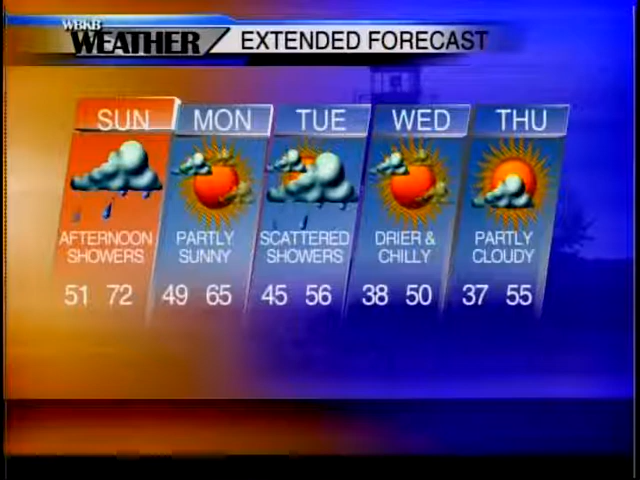 WBKB
WEATHER
EXTENDED FORECAST
SUN
MON
TUE
WED
THU
AFTERNOON
SHOWERS
PARTLY
SUNNY
SCATTERED
SHOWERS
DRIER &
CHILLY
PARTLY
CLOUDY
51 72
49 65
45 56
38 50
37 55